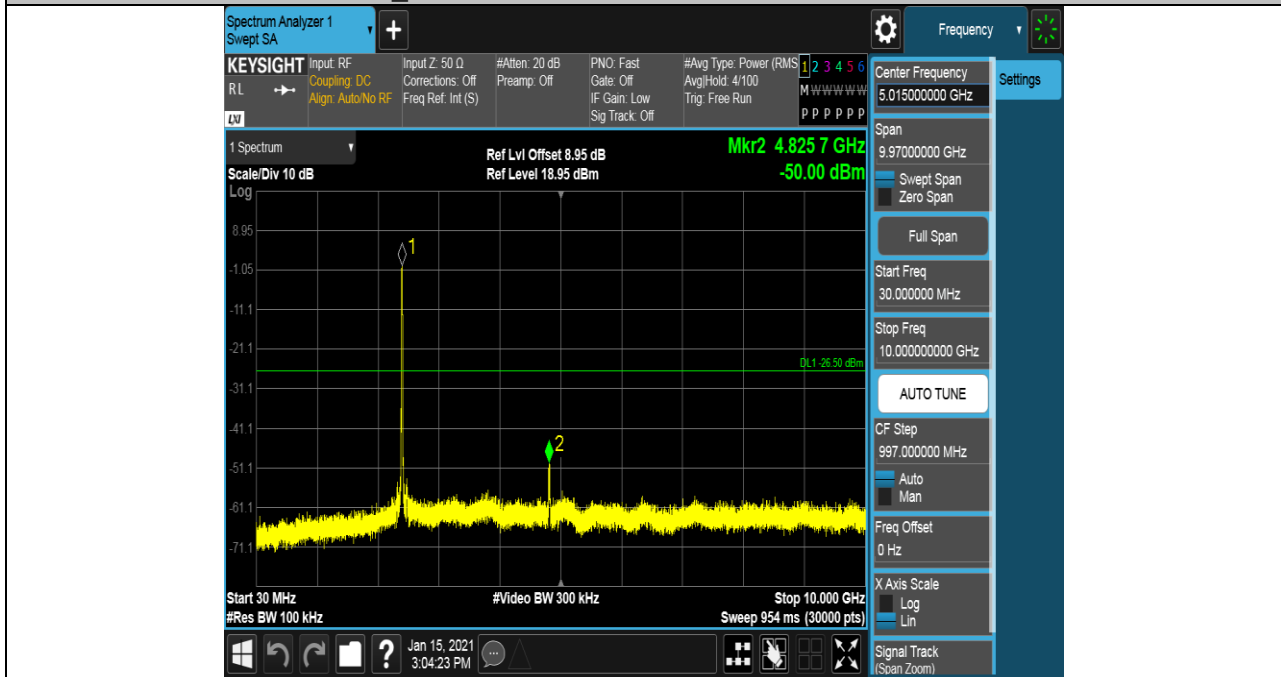 Spectrum Analyzer 1
Swept SA
+
Frequency
KEYSIGHT
RL
LXI
Input: RF
Coupling: DC
Align: Auto/No RF
Input Z: 50 Ω
Corrections: Off
Freq Ref: Int (S)
#Atten: 20 dB
Preamp: Off
PNO: Fast
Gate: Off
IF Gain: Low
Sig Track: Off
#Avg Type: Power (RMS
Avg|Hold: 4/100
Trig: Free Run
1 2 3 4 5 6
M W W W W W
P P P P P P
Center Frequency
5.015000000 GHz
Settings
1 Spectrum
Scale/Div 10 dB
Ref Lvl Offset 8.95 dB
Ref Level 18.95 dBm
Mkr2 4.825 7 GHz
-50.00 dBm
Span
9.97000000 GHz
Swept Span
Zero Span
Full Span
Start Freq
30.000000 MHz
Stop Freq
10.000000000 GHz
AUTO TUNE
CF Step
997.000000 MHz
Auto
Man
Freq Offset
0 Hz
X Axis Scale
Log
Lin
Signal Track
(Span Zoom)
Log
8.95
-1.05
-11.1
-21.1
-31.1
-41.1
-51.1
-61.1
-71.1
1
DL1 -26.50 dBm
2
Start 30 MHz
#Video BW 300 kHz
Stop 10.000 GHz
#Res BW 100 kHz
Sweep 954 ms (30000 pts)
?
Jan 15, 2021
3:04:23 PM